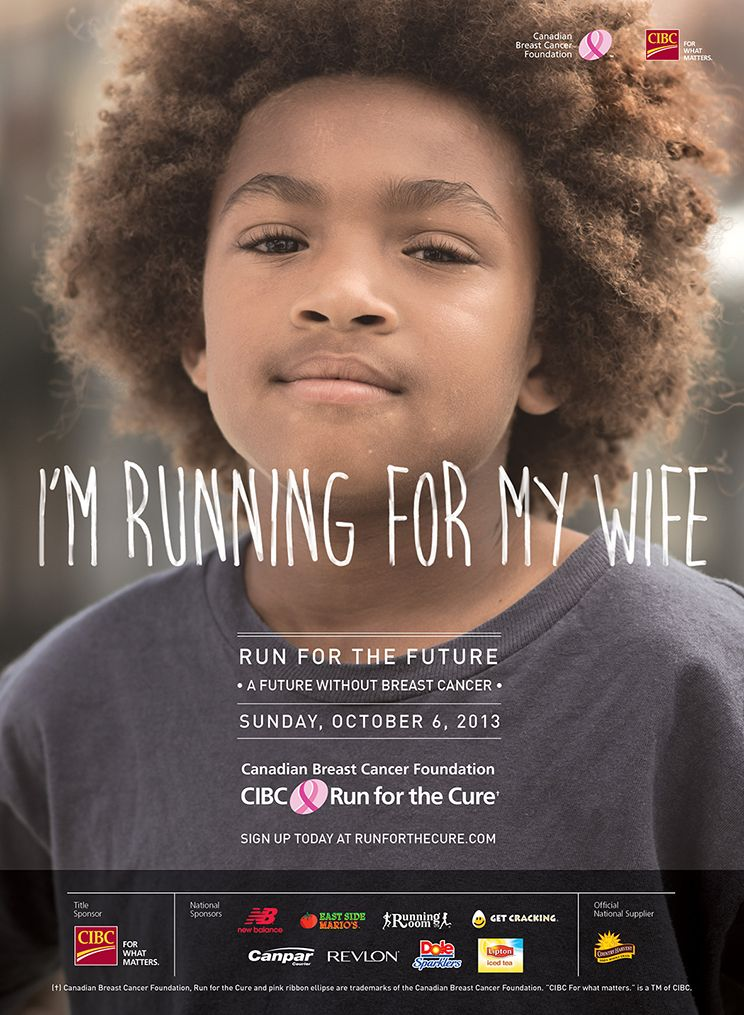 Canadian
Breast Cancer
Foundation
CIBC
FOR
WHAT
MATTERS.
I'M RUNNING FOR MY WIFE
RUN FOR THE FUTURE
• A FUTURE WITHOUT BREAST CANCER •
SUNDAY, OCTOBER 6, 2013
Canadian Breast Cancer Foundation
CIBC Run for the Cure†
SIGN UP TODAY AT RUNFORTHECURE.COM
Title
Sponsor
CIBC
FOR
WHAT
MATTERS.
National
Sponsors
NB
new balance
EAST SIDE
MARIO'S.
Running
Room
GET CRACKING.
Canpar
Courier
REVLON
Dole
Sparklers
Lipton
iced tea
Official
National Supplier
COUNTRY HARVEST
(†) Canadian Breast Cancer Foundation, Run for the Cure and pink ribbon ellipse are trademarks of the Canadian Breast Cancer Foundation. "CIBC For what matters." is a TM of CIBC.